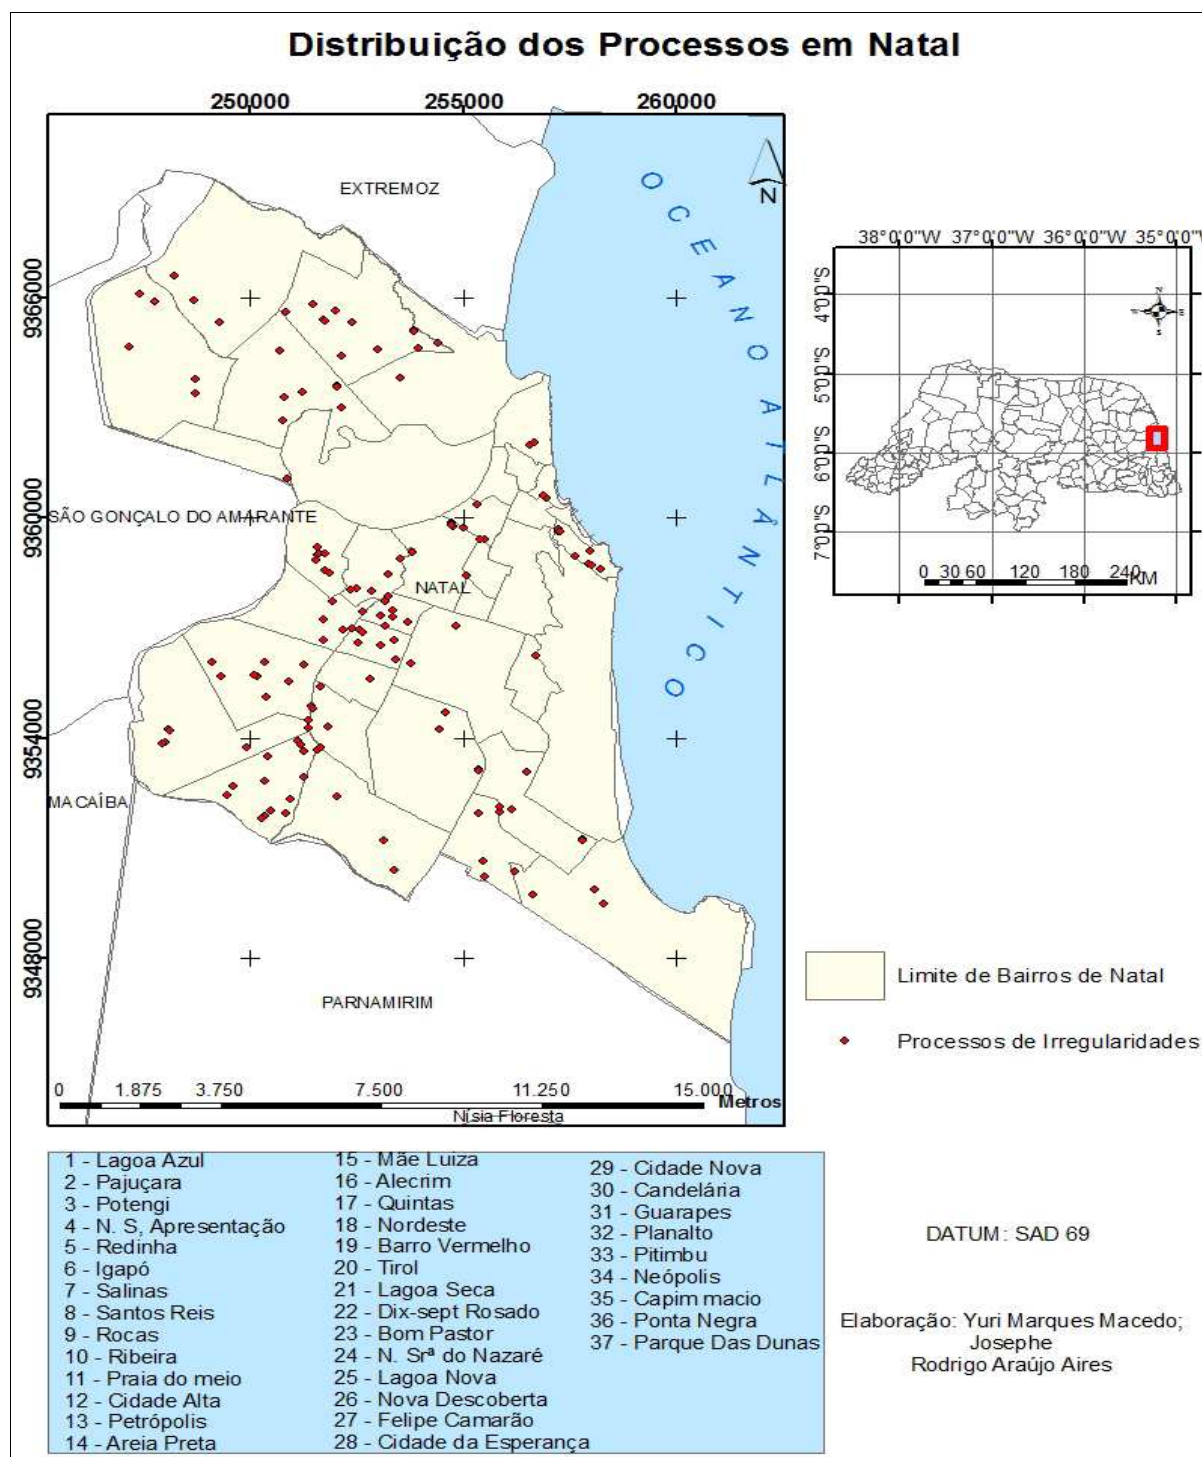 Distribuição dos Processos em Natal
250000 255000 260000
EXTREMOZ
N
OCEANO ATLÂNTICO
9366000
9360000
9354000
9348000
SÃO GONÇALO DO AMARANTE
NATAL
MACAÍBA
PARNAMIRIM
0 1.875 3.750 7.500 11.250 15.000
Metros
Nísia Floresta
38°0'0"W 37°0'0"W 36°0'0"W 35°0'0"W
4°0'0"S
5°0'0"S
6°0'0"S
7°0'0"S
N
S
0 30 60 120 180 240
KM
Limite de Bairros de Natal
Processos de Irregularidades
1 - Lagoa Azul
2 - Pajuçara
3 - Potengi
4 - N. S, Apresentação
5 - Redinha
6 - Igapó
7 - Salinas
8 - Santos Reis
9 - Rocas
10 - Ribeira
11 - Praia do meio
12 - Cidade Alta
13 - Petrópolis
14 - Areia Preta
15 - Mãe Luiza
16 - Alecrim
17 - Quintas
18 - Nordeste
19 - Barro Vermelho
20 - Tirol
21 - Lagoa Seca
22 - Dix-sept Rosado
23 - Bom Pastor
24 - N. Srª do Nazaré
25 - Lagoa Nova
26 - Nova Descoberta
27 - Felipe Camarão
28 - Cidade da Esperança
29 - Cidade Nova
30 - Candelária
31 - Guarapes
32 - Planalto
33 - Pitimbu
34 - Neópolis
35 - Capim macio
36 - Ponta Negra
37 - Parque Das Dunas
DATUM: SAD 69
Elaboração: Yuri Marques Macedo;
Josephe
Rodrigo Araújo Aires